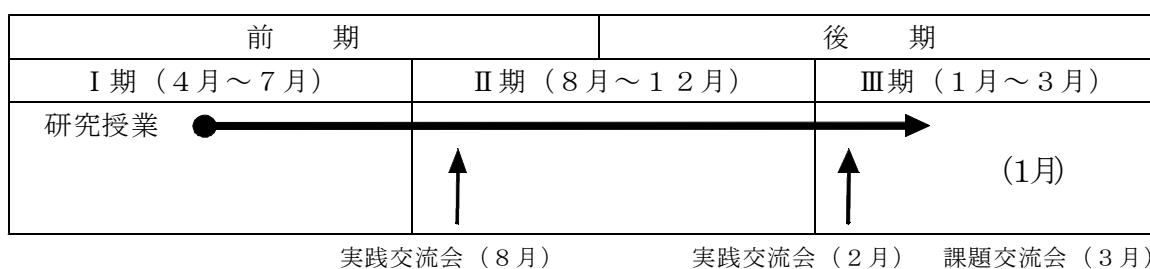 前 期 後 期
Ⅰ期（４月～７月） Ⅱ期（８月～１２月） Ⅲ期（１月～３月）
研究授業
(1月)
実践交流会（８月） 実践交流会（２月） 課題交流会（３月）